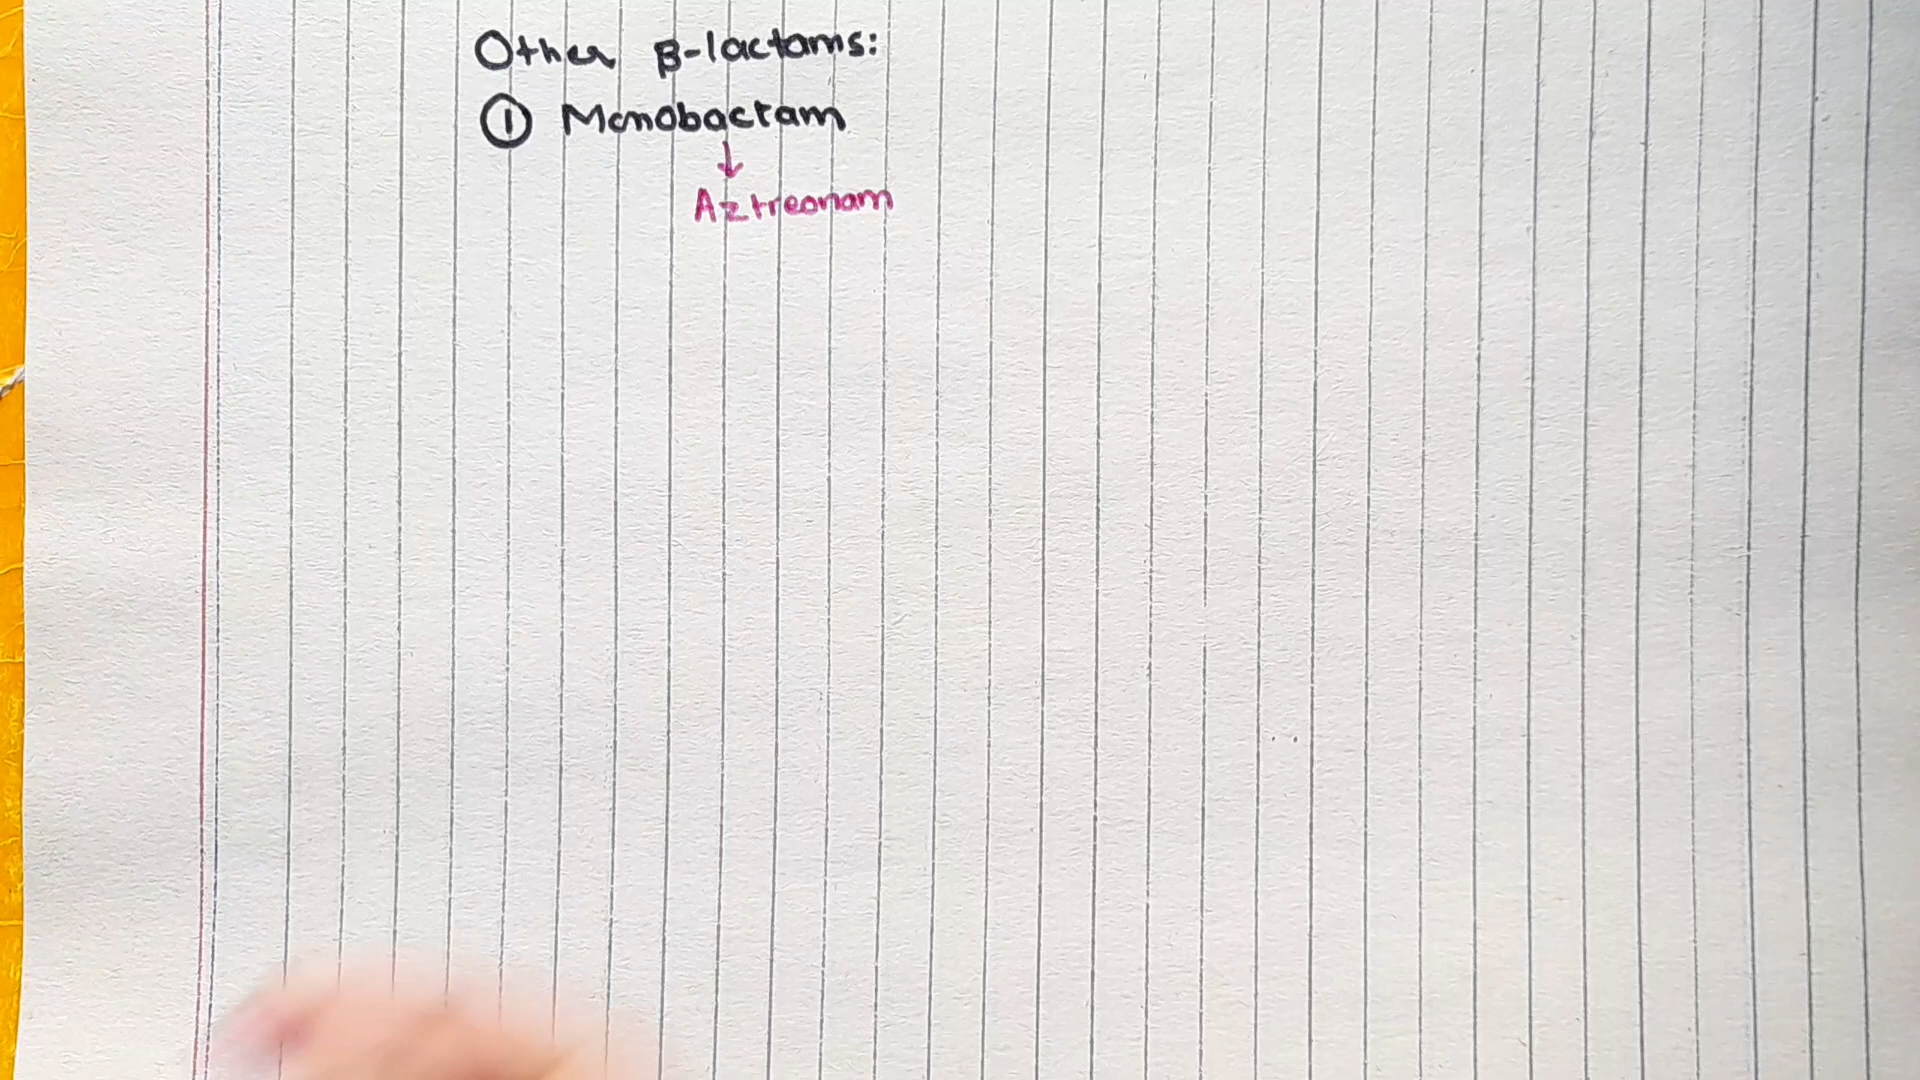 Other β-lactams:
① Monobactam
↓
Aztreonam